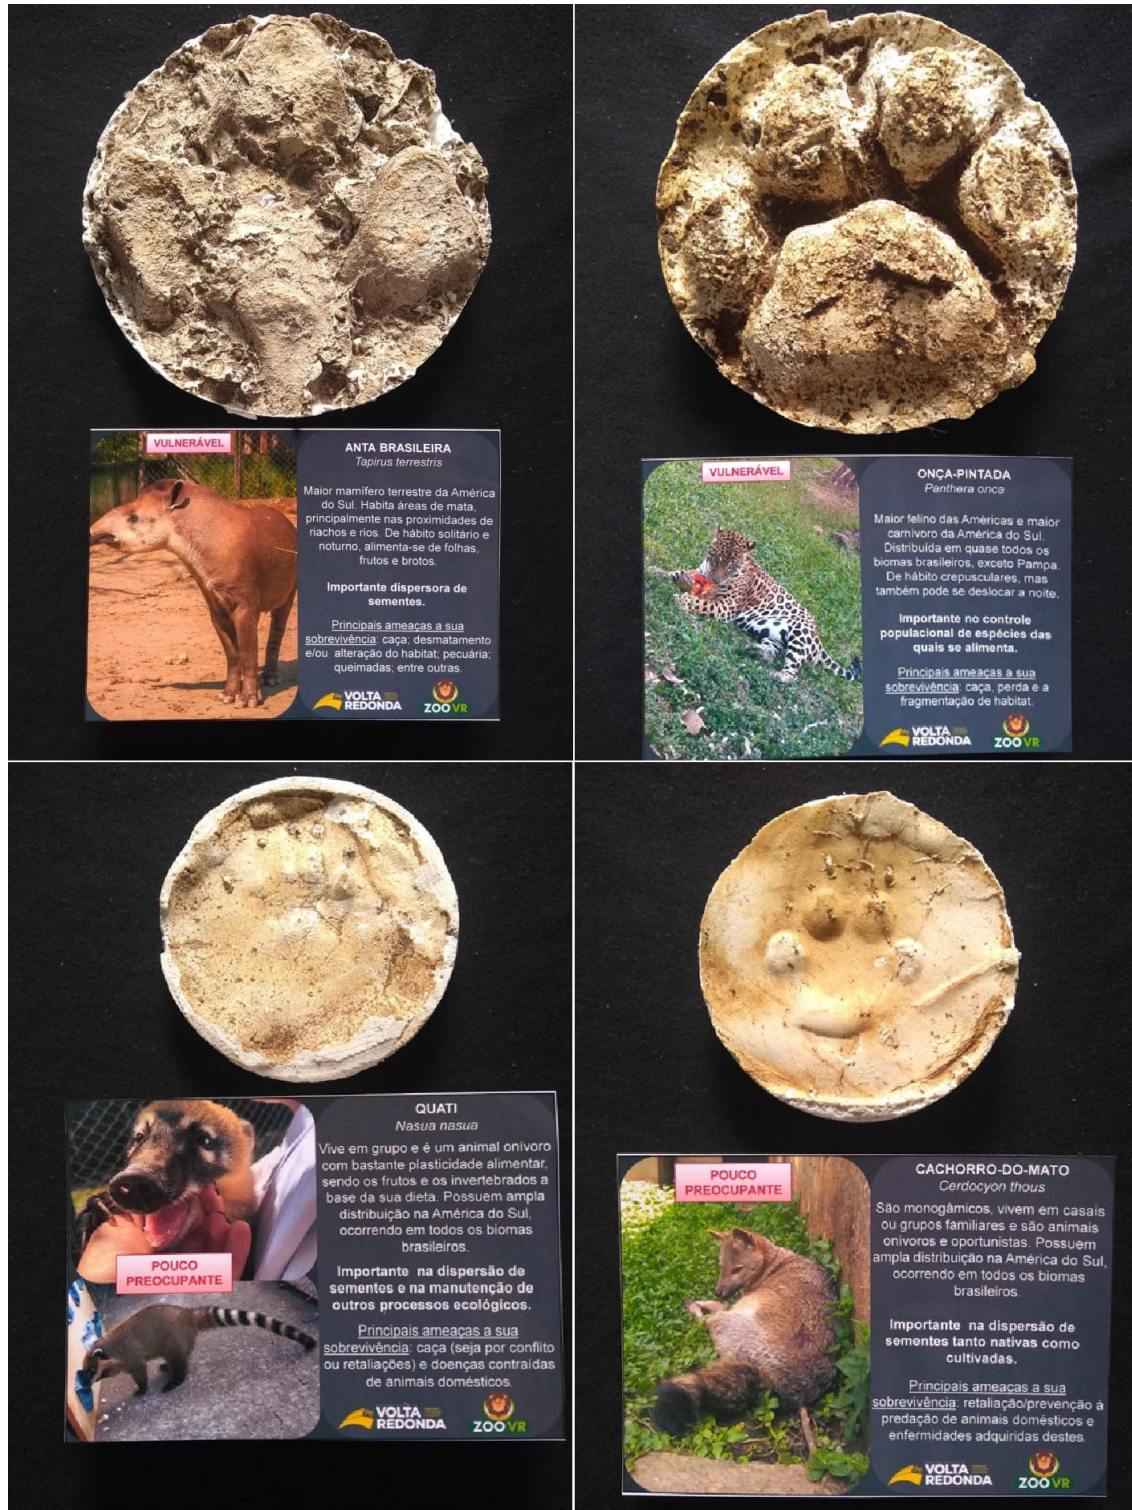 VULNERÁVEL
ANTA BRASILEIRA
Tapirus terrestris
Maior mamífero terrestre da América
do Sul. Habita áreas de mata,
principalmente nas proximidades de
riachos e rios. De hábito solitário e
noturno, alimenta-se de folhas,
frutos e brotos.
Importante dispersora de
sementes.
Principais ameaças a sua
sobrevivência: caça; desmatamento
e/ou alteração do habitat; pecuária;
queimadas; entre outras.
VOLTA
REDONDA
ZOO VR
VULNERÁVEL
ONÇA-PINTADA
Panthera onca
Maior felino das Américas e maior
carnívoro da América do Sul.
Distribuída em quase todos os
biomas brasileiros, exceto Pampa.
De hábito crepusculares, mas
também pode se deslocar a noite.
Importante no controle
populacional de espécies das
quais se alimenta.
Principais ameaças a sua
sobrevivência: caça, perda e a
fragmentação de habitat.
VOLTA
REDONDA
ZOO VR
POUCO
PREOCUPANTE
QUATI
Nasua nasua
Vive em grupo e é um animal onívoro
com bastante plasticidade alimentar,
sendo os frutos e os invertebrados a
base da sua dieta. Possuem ampla
distribuição na América do Sul,
ocorrendo em todos os biomas
brasileiros.
Importante na dispersão de
sementes e na manutenção de
outros processos ecológicos.
Principais ameaças a sua
sobrevivência: caça (seja por conflito
ou retaliações) e doenças contraídas
de animais domésticos.
VOLTA
REDONDA
ZOO VR
POUCO
PREOCUPANTE
CACHORRO-DO-MATO
Cerdocyon thous
São monogâmicos, vivem em casais
ou grupos familiares e são animais
onívoros e oportunistas. Possuem
ampla distribuição na América do Sul,
ocorrendo em todos os biomas
brasileiros.
Importante na dispersão de
sementes tanto nativas como
cultivadas.
Principais ameaças a sua
sobrevivência: retaliação/prevenção á
predação de animais domésticos e
enfermidades adquiridas destes.
VOLTA
REDONDA
ZOO VR